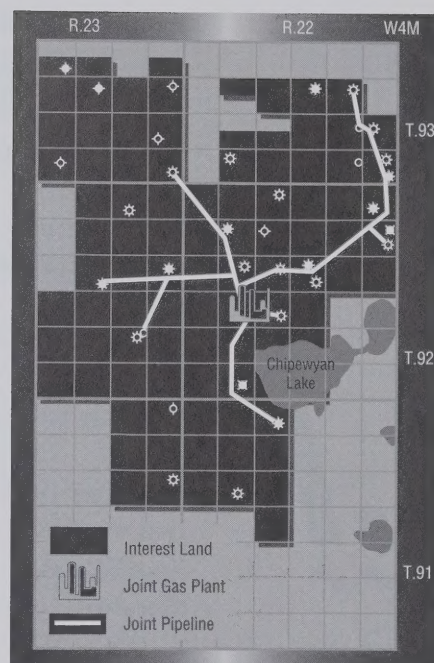 R.23 R.22 W4M
T.93
T.92
Chipewyan
Lake
Interest Land
Joint Gas Plant
T.91
Joint Pipeline